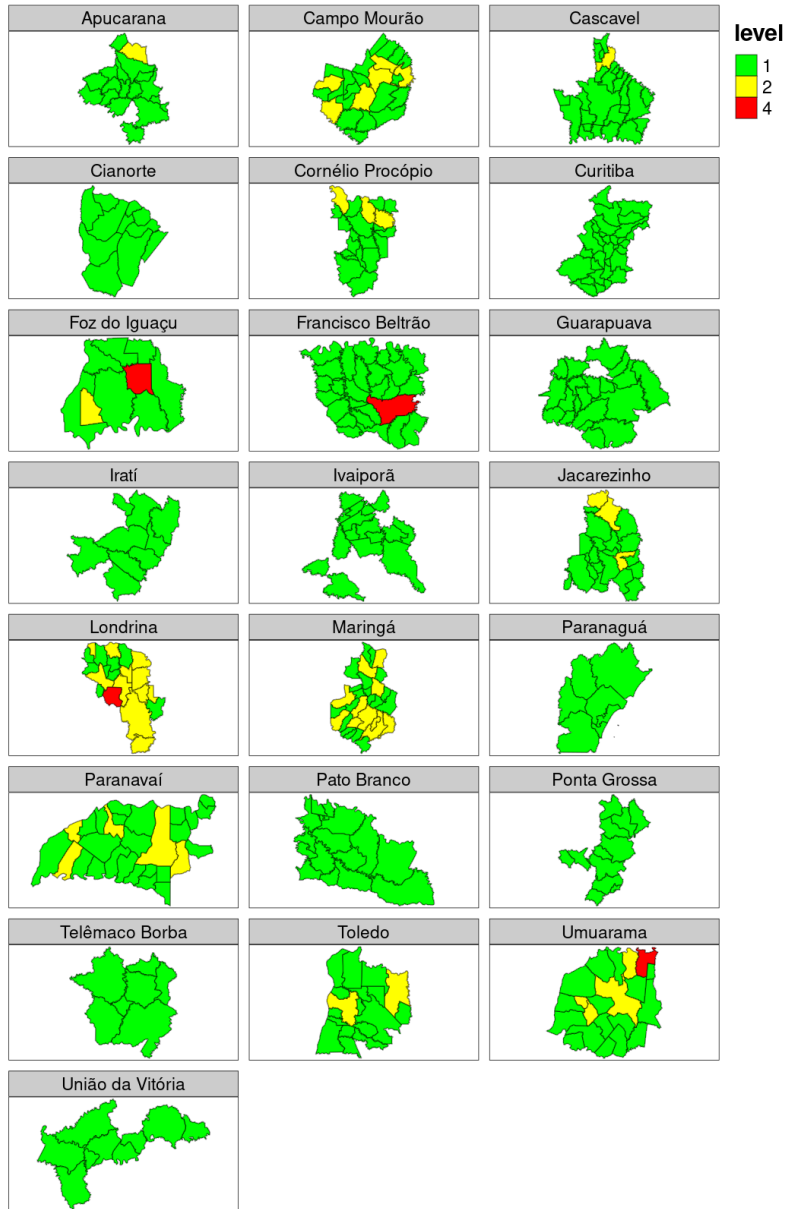 Apucarana
Campo Mourão
Cascavel
level
1
2
4
Cianorte
Cornélio Procópio
Curitiba
Foz do Iguaçu
Francisco Beltrão
Guarapuava
Iratí
Ivaiporã
Jacarezinho
Londrina
Maringá
Paranaguá
Paranavaí
Pato Branco
Ponta Grossa
Telêmaco Borba
Toledo
Umuarama
União da Vitória